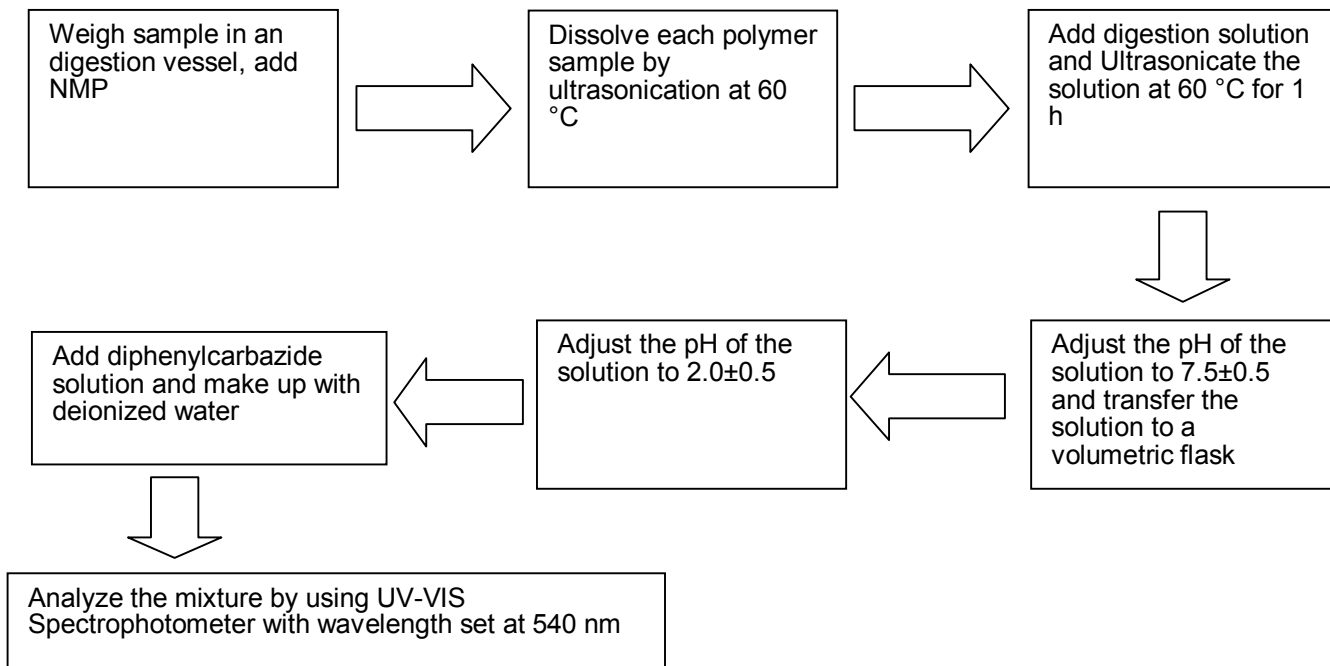 Weigh sample in an
digestion vessel, add
NMP
Dissolve each polymer
sample by
ultrasonication at 60
°C
Add digestion solution
and Ultrasonicate the
solution at 60 °C for 1
h
Adjust the pH of the
solution to 7.5±0.5
and transfer the
solution to a
volumetric flask
Adjust the pH of the
solution to 2.0±0.5
Add diphenylcarbazide
solution and make up with
deionized water
Analyze the mixture by using UV-VIS
Spectrophotometer with wavelength set at 540 nm